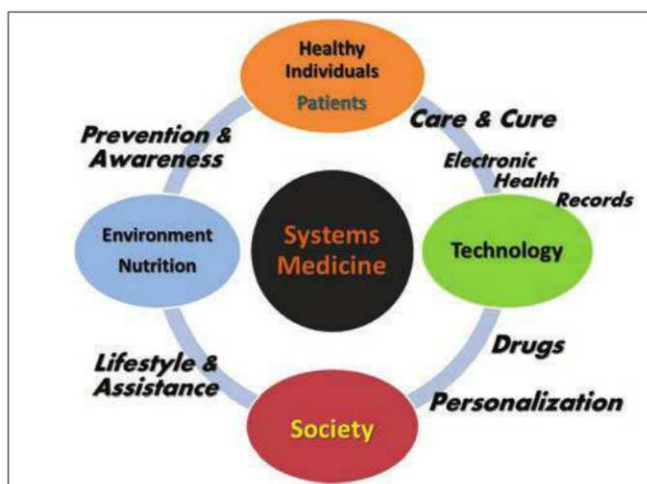 Healthy
Individuals
Patients
Prevention &
Awareness
Care & Cure
Electronic
Health
Records
Environment
Nutrition
Systems
Medicine
Technology
Lifestyle &
Assistance
Drugs
Personalization
Society